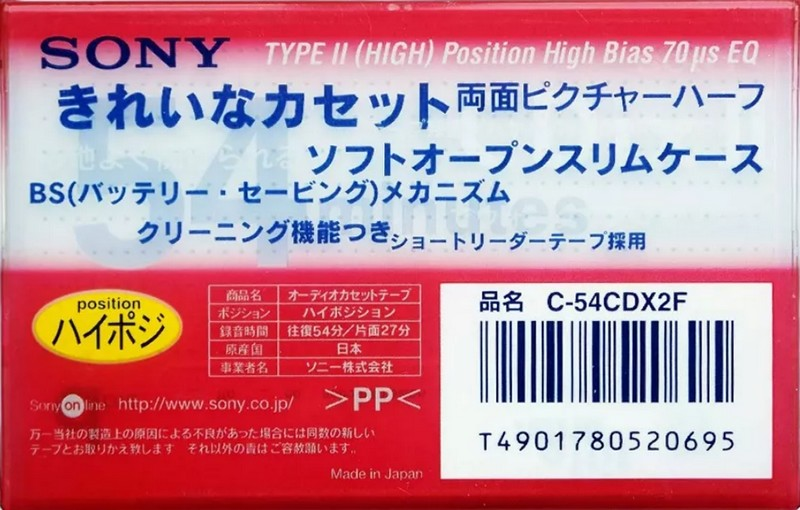 SONY TYPE II (HIGH) Position High Bias 70μs EQ
きれいなカセット 両面ピクチャーハーフ
ソフトオープンスリムケース
BS(バッテリー・セービング)メカニズム
クリーニング機能つき ショートリーダーテープ採用
54 minutes
position
ハイポジ
商品名 オーディオカセットテープ
ポジション ハイポジション
録音時間 往復54分/片面27分
原産国 日本
事業者名 ソニー株式会社
品名 C-54CDX2F
T4901780520695
Sony on line http://www.sony.co.jp/ >PP<
万一当社の製造上の原因による不良があった場合には同数の新しい
テープとお取りかえ致します それ以外の責はご容赦願います。
Made in Japan